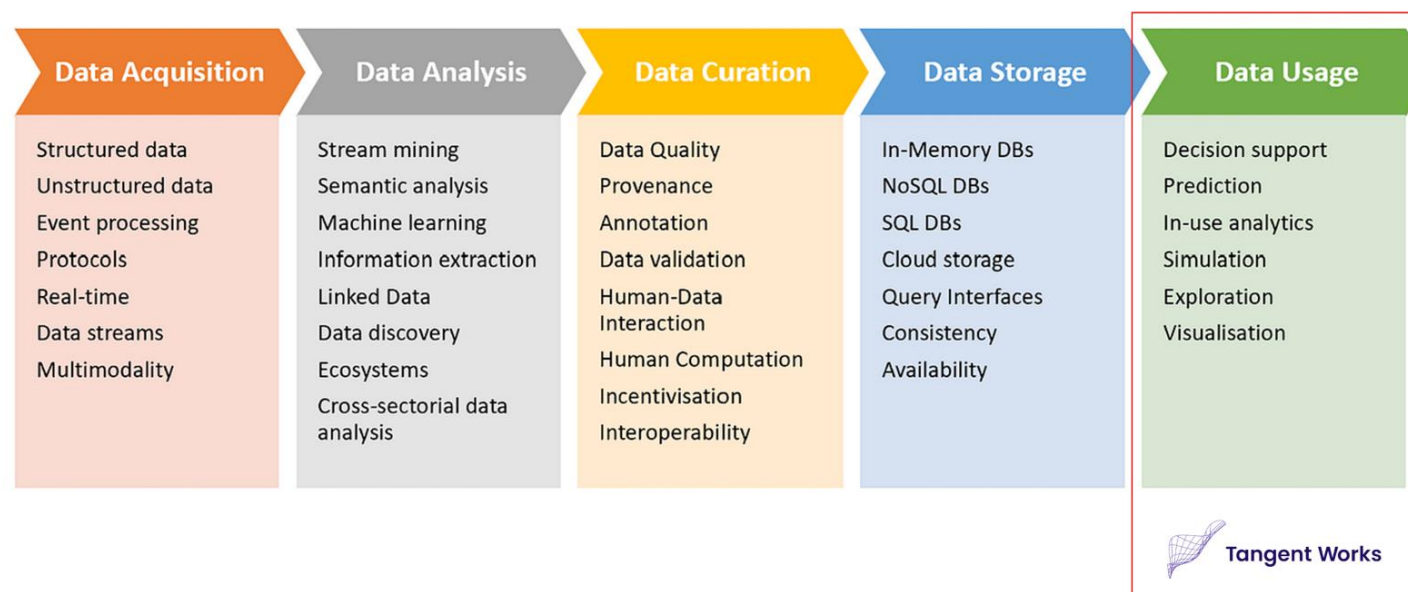 Data Acquisition
Structured data
Unstructured data
Event processing
Protocols
Real-time
Data streams
Multimodality
Data Analysis
Stream mining
Semantic analysis
Machine learning
Information extraction
Linked Data
Data discovery
Ecosystems
Cross-sectorial data
analysis
Data Curation
Data Quality
Provenance
Annotation
Data validation
Human-Data
Interaction
Human Computation
Incentivisation
Interoperability
Data Storage
In-Memory DBs
NoSQL DBs
SQL DBs
Cloud storage
Query Interfaces
Consistency
Availability
Data Usage
Decision support
Prediction
In-use analytics
Simulation
Exploration
Visualisation
Tangent Works